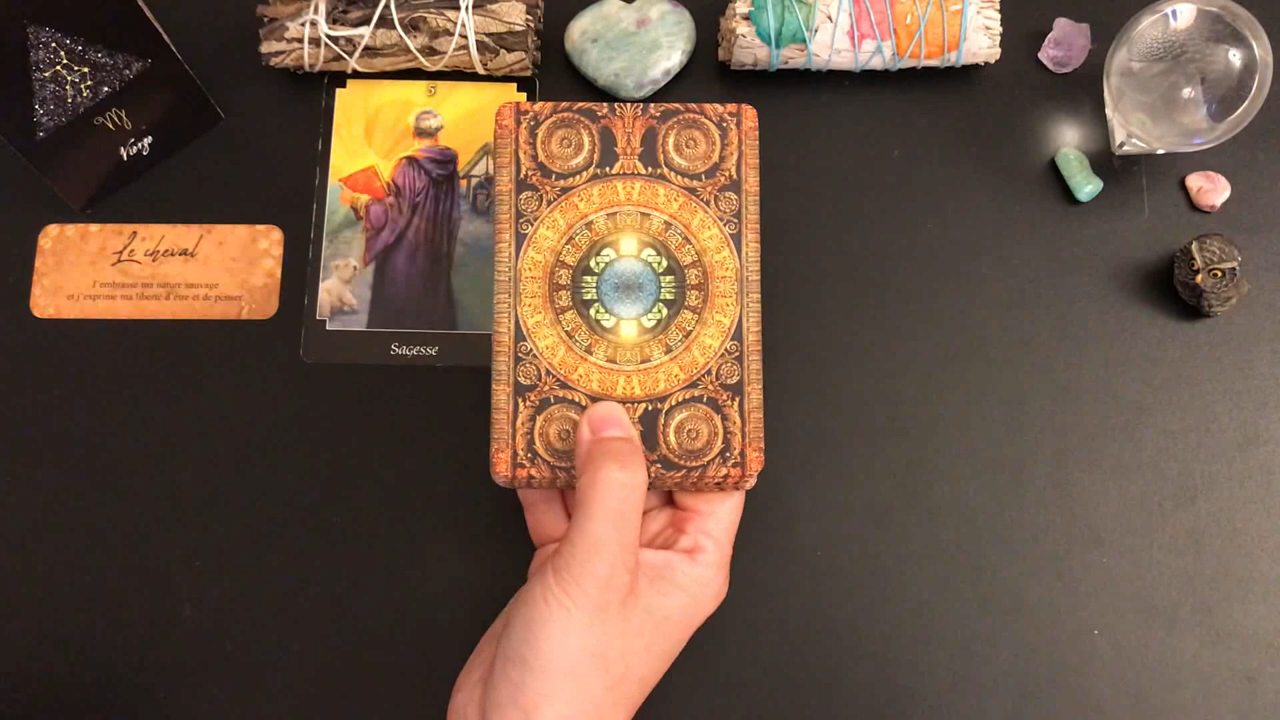 Vierge
5
Le cheval
J'embrasse ma nature sauvage
et j'exprime ma liberté d'être et de penser.
Sagesse